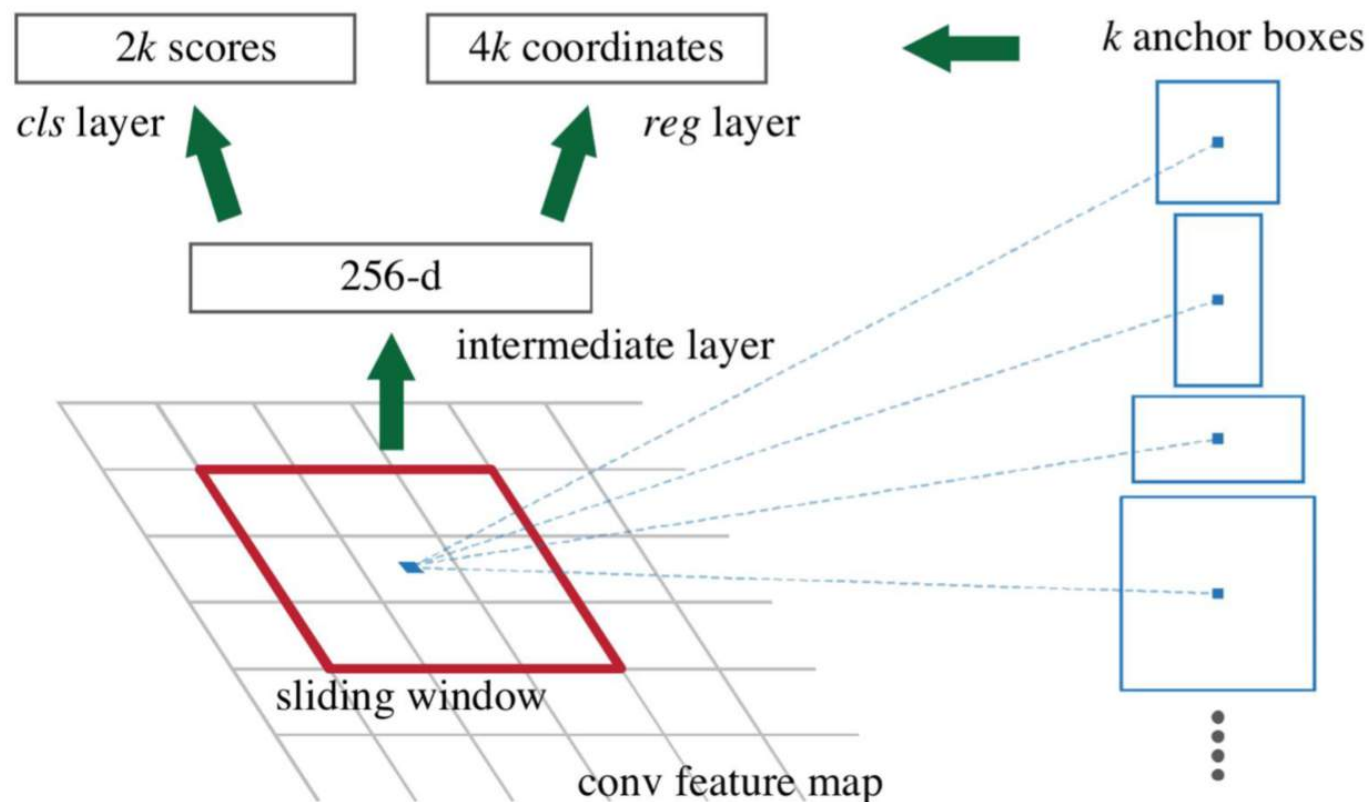 2k scores
4k coordinates
k anchor boxes
cls layer
reg layer
256-d
intermediate layer
sliding window
conv feature map